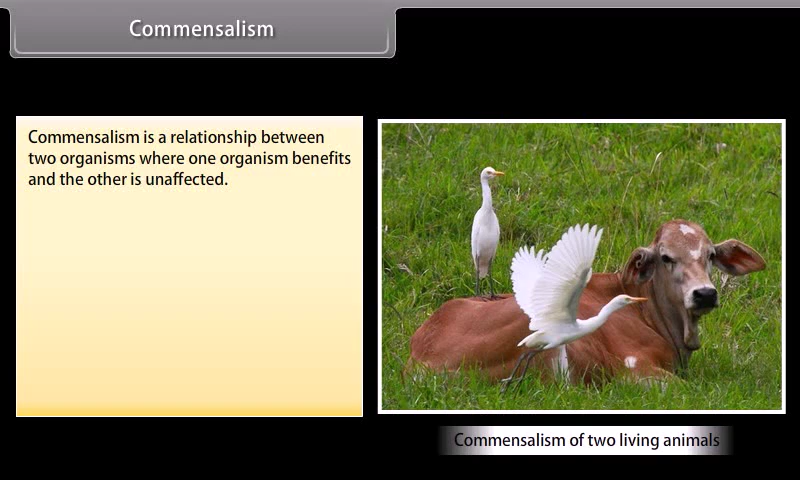 Commensalism
Commensalism is a relationship between
two organisms where one organism benefits
and the other is unaffected.
Commensalism of two living animals